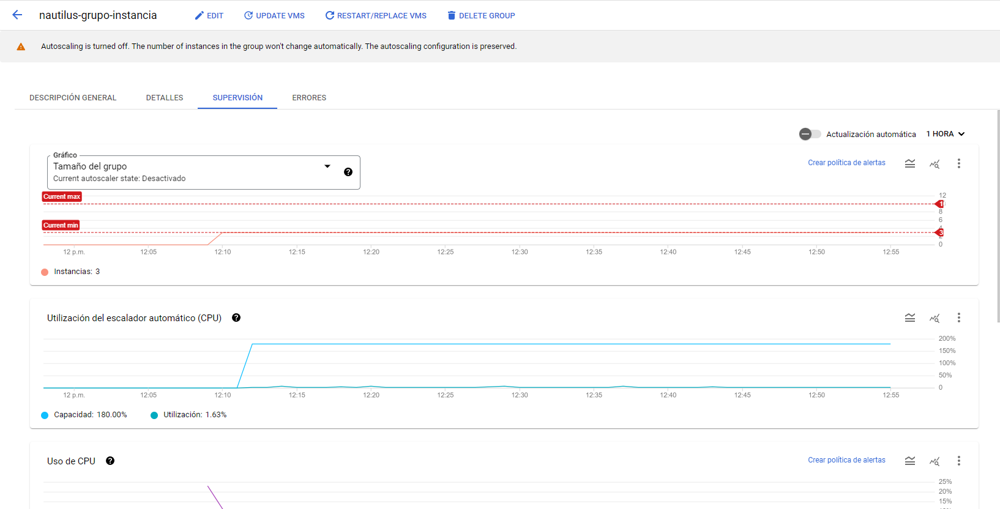 nautilus-grupo-instancia EDIT UPDATE VMS RESTART/REPLACE VMS DELETE GROUP
Autoscaling is turned off. The number of instances in the group won't change automatically. The autoscaling configuration is preserved.
DESCRIPCIÓN GENERAL DETALLES SUPERVISIÓN ERRORES
Actualización automática 1 HORA
Gráfico
Tamaño del grupo
Current autoscaler state: Desactivado
Crear política de alertas
Current max
12
1
8
6
Current min
4
3
2
0
12 p.m. 12:05 12:10 12:15 12:20 12:25 12:30 12:35 12:40 12:45 12:50 12:55
Instancias: 3
Utilización del escalador automático (CPU)
200%
150%
100%
50%
0
12 p.m. 12:05 12:10 12:15 12:20 12:25 12:30 12:35 12:40 12:45 12:50 12:55
Capacidad: 180.00% Utilización: 1.63%
Uso de CPU
Crear política de alertas
25%
20%
15%